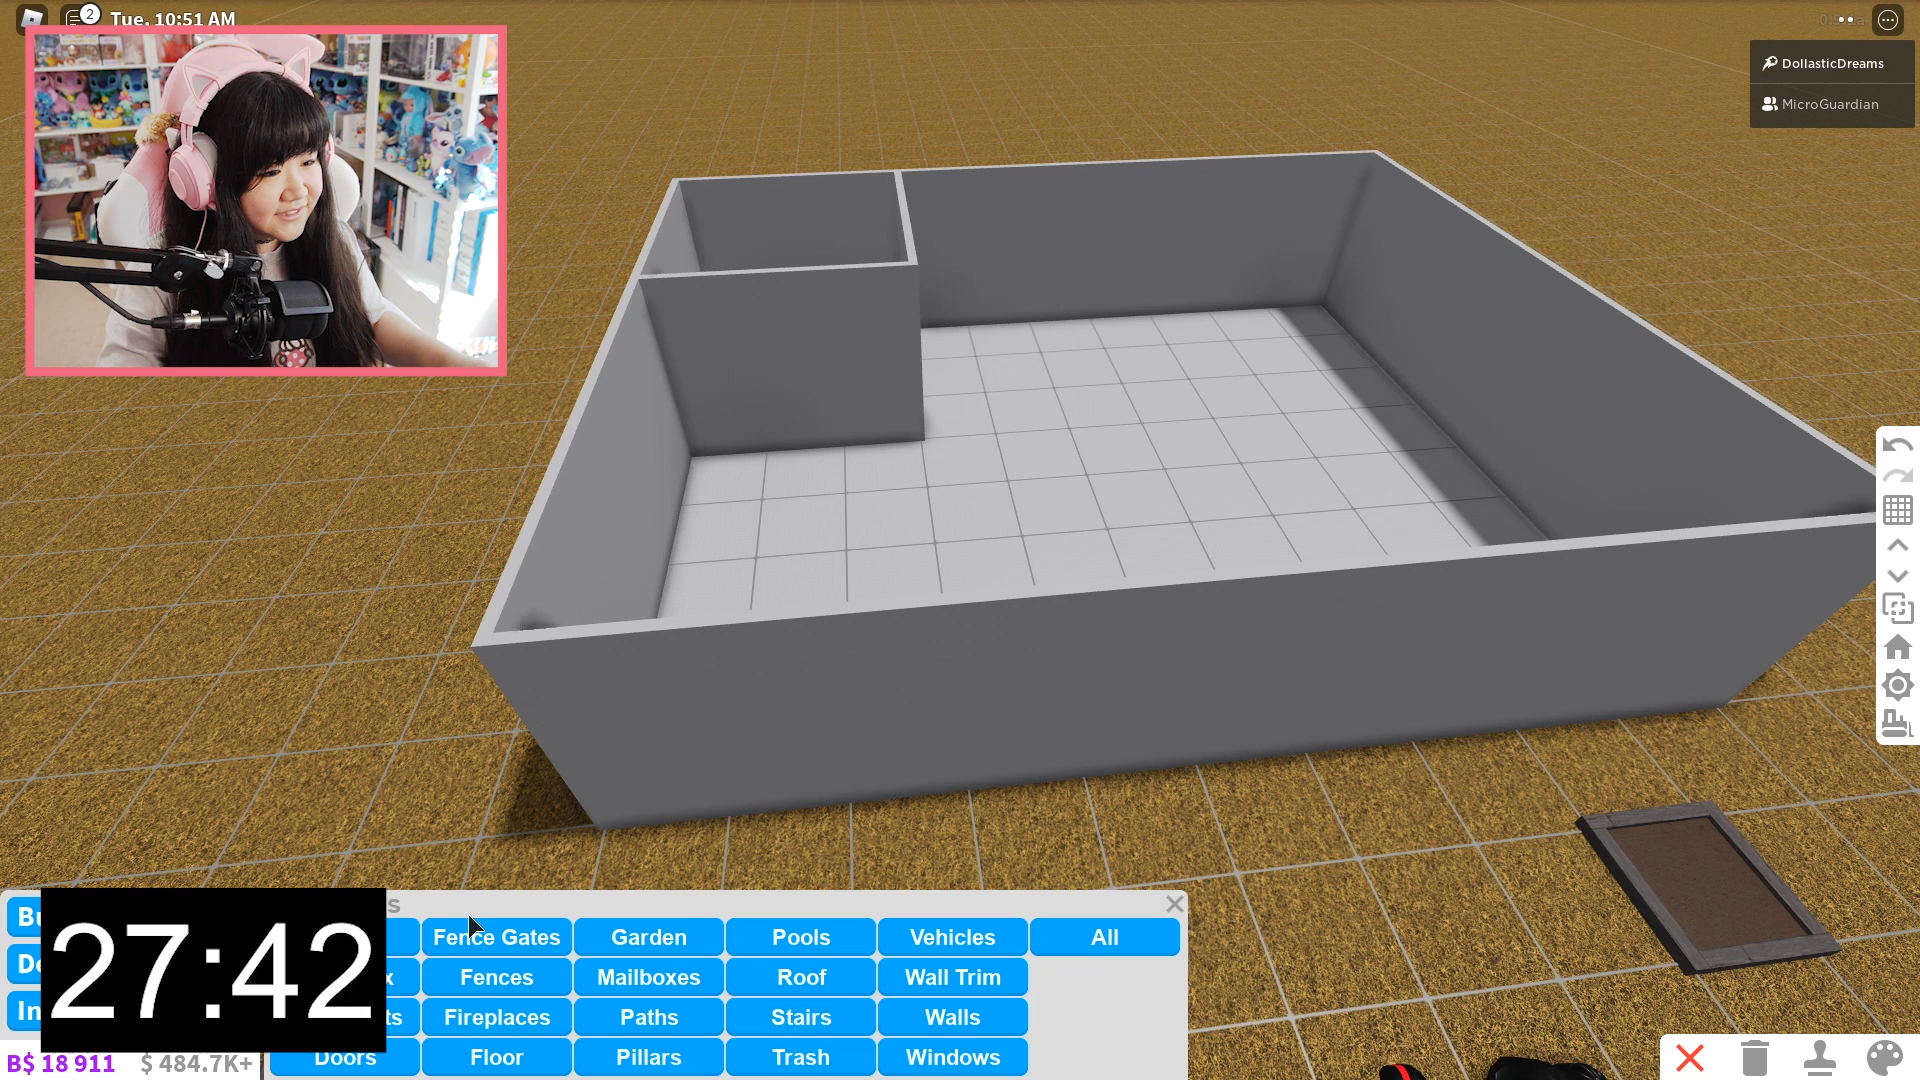 2
Tue. 10:51 AM
DollasticDreams
MicroGuardian
Fence Gates Garden Pools Vehicles All
Fences Mailboxes Roof Wall Trim
Fireplaces Paths Stairs Walls
Doors Floor Pillars Trash Windows
27:42
B$ 18 911 $ 484.7K+